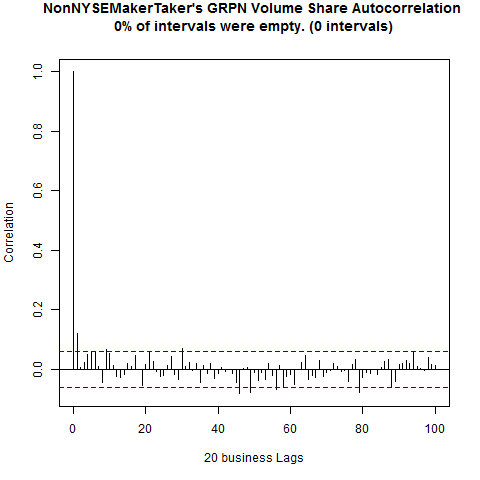 NonNYSEMakerTaker's GRPN Volume Share Autocorrelation
0% of intervals were empty. (0 intervals)
1.0
0.8
0.6
0.4
0.2
0.0
Correlation
0 20 40 60 80 100
20 business Lags